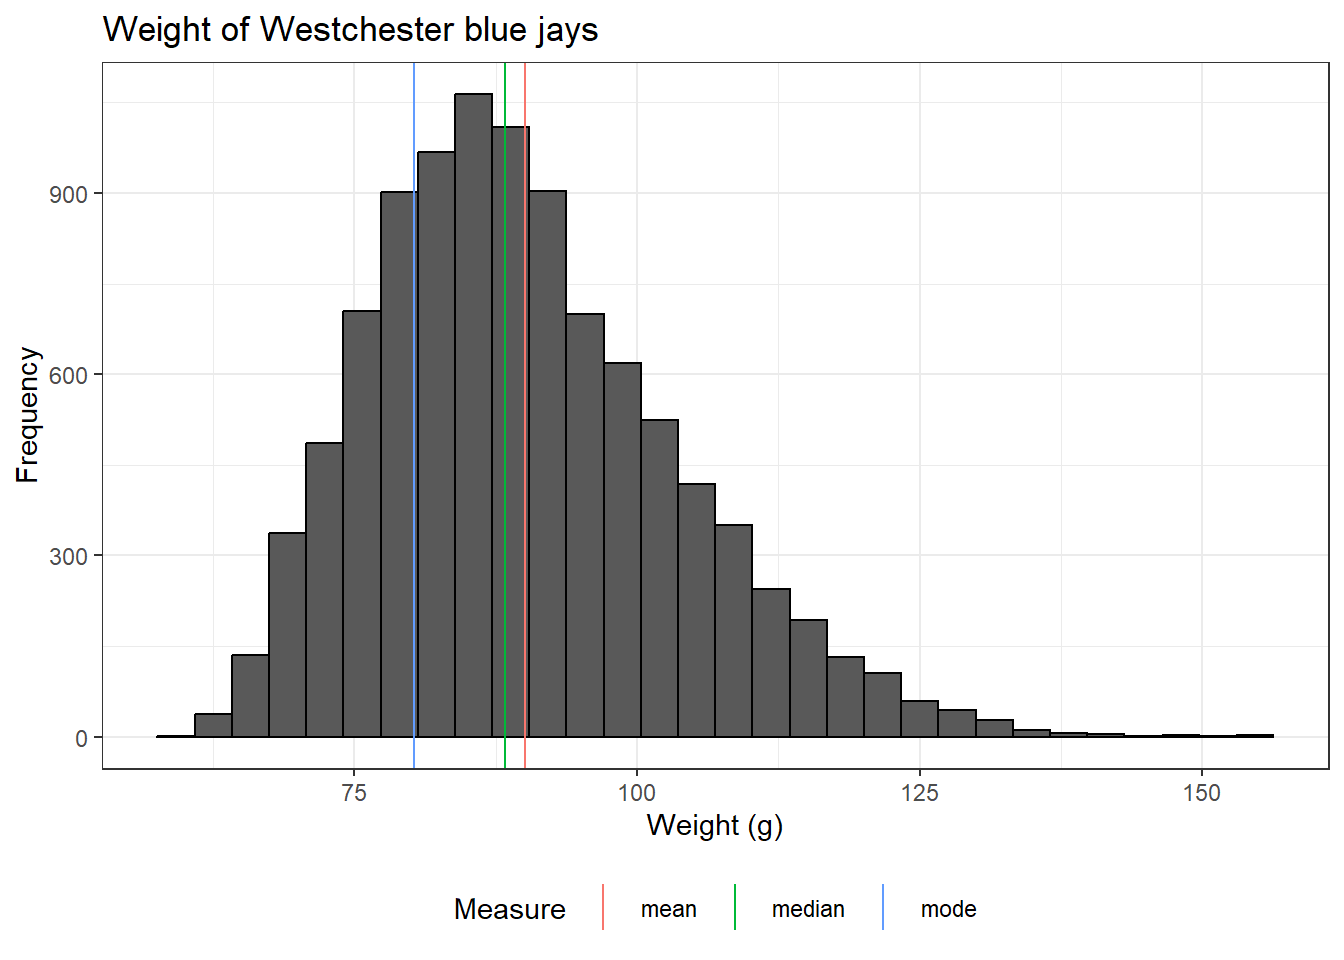 Weight of Westchester blue jays
Frequency
900
600
300
0
75 100 125 150
Weight (g)
Measure mean median mode